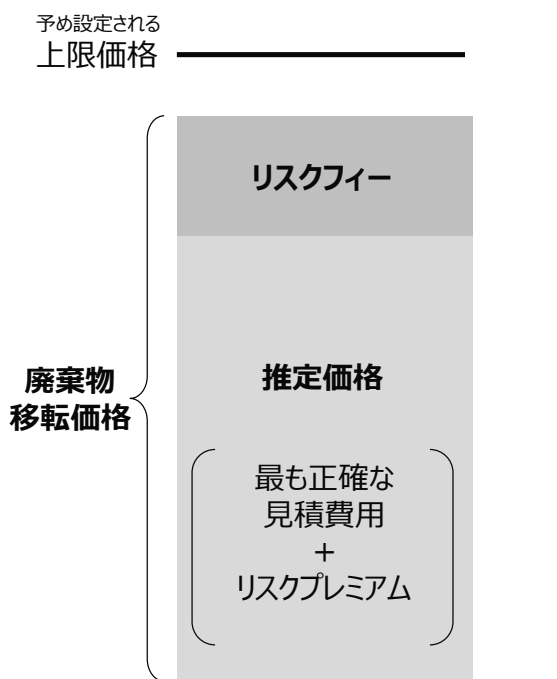 予め設定される
上限価格
リスクフィー
廃棄物
移転価格
推定価格
最も正確な
見積費用
+
リスクプレミアム